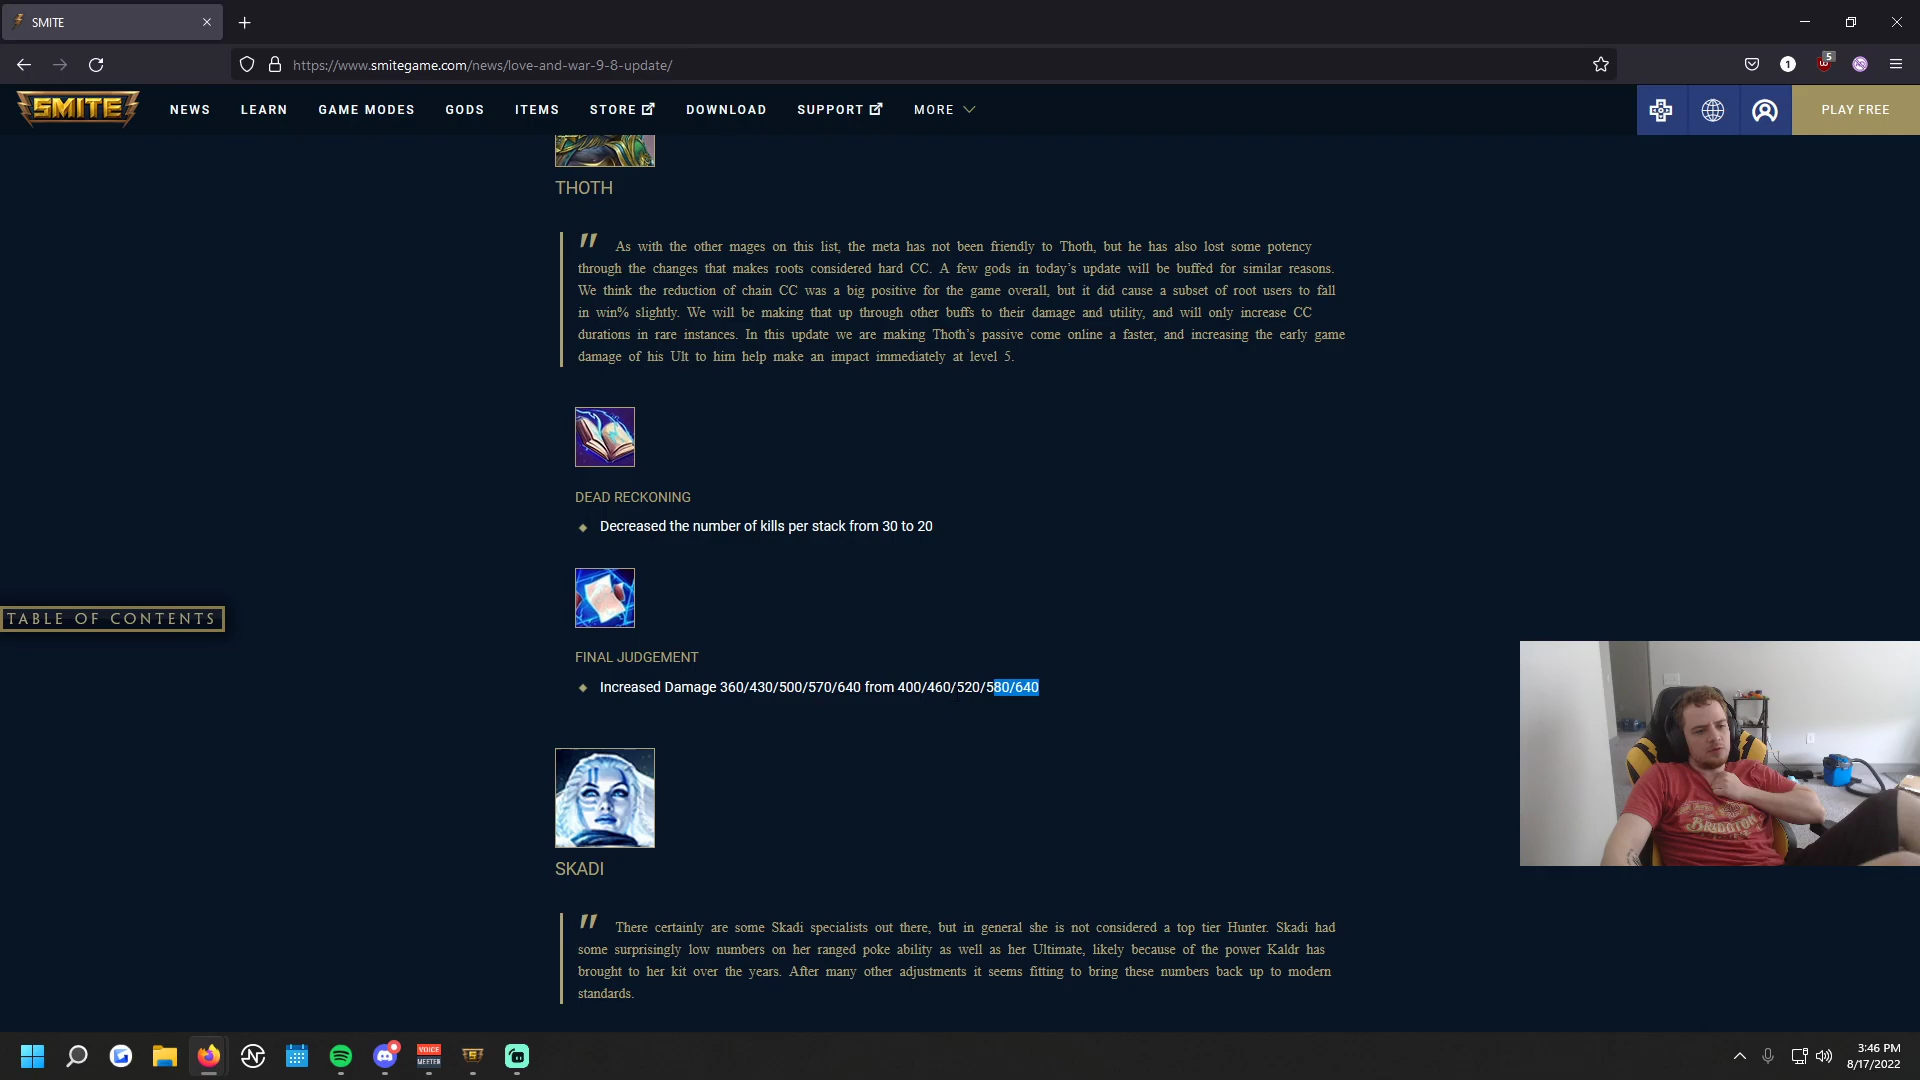 SMITE
https://www.smitegame.com/news/love-and-war-9-8-update/
1
5
SMITE
NEWS
LEARN
GAME MODES
GODS
ITEMS
STORE
DOWNLOAD
SUPPORT
MORE
PLAY FREE
THOTH
" As with the other mages on this list, the meta has not been friendly to Thoth, but he has also lost some potency
through the changes that makes roots considered hard CC. A few gods in today’s update will be buffed for similar reasons.
We think the reduction of chain CC was a big positive for the game overall, but it did cause a subset of root users to fall
in win% slightly. We will be making that up through other buffs to their damage and utility, and will only increase CC
durations in rare instances. In this update we are making Thoth’s passive come online a faster, and increasing the early game
damage of his Ult to him help make an impact immediately at level 5.
DEAD RECKONING
Decreased the number of kills per stack from 30 to 20
TABLE OF CONTENTS
FINAL JUDGEMENT
Increased Damage 360/430/500/570/640 from 400/460/520/580/640
SKADI
" There certainly are some Skadi specialists out there, but in general she is not considered a top tier Hunter. Skadi had
some surprisingly low numbers on her ranged poke ability as well as her Ultimate, likely because of the power Kaldr has
brought to her kit over the years. After many other adjustments it seems fitting to bring these numbers back up to modern
standards.
VOICE
MEETER
3:46 PM
8/17/2022